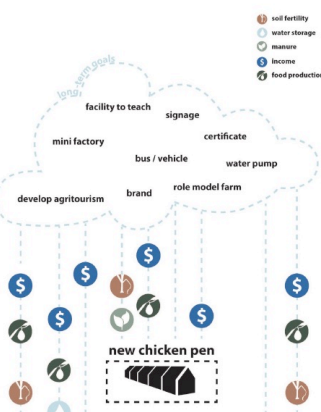 soil fertility
water storage
manure
income
food production
long-term goals
facility to teach
signage
mini factory
certificate
bus / vehicle
water pump
develop agritourism
brand
role model farm
$
$
$
$
$
$
new chicken pen